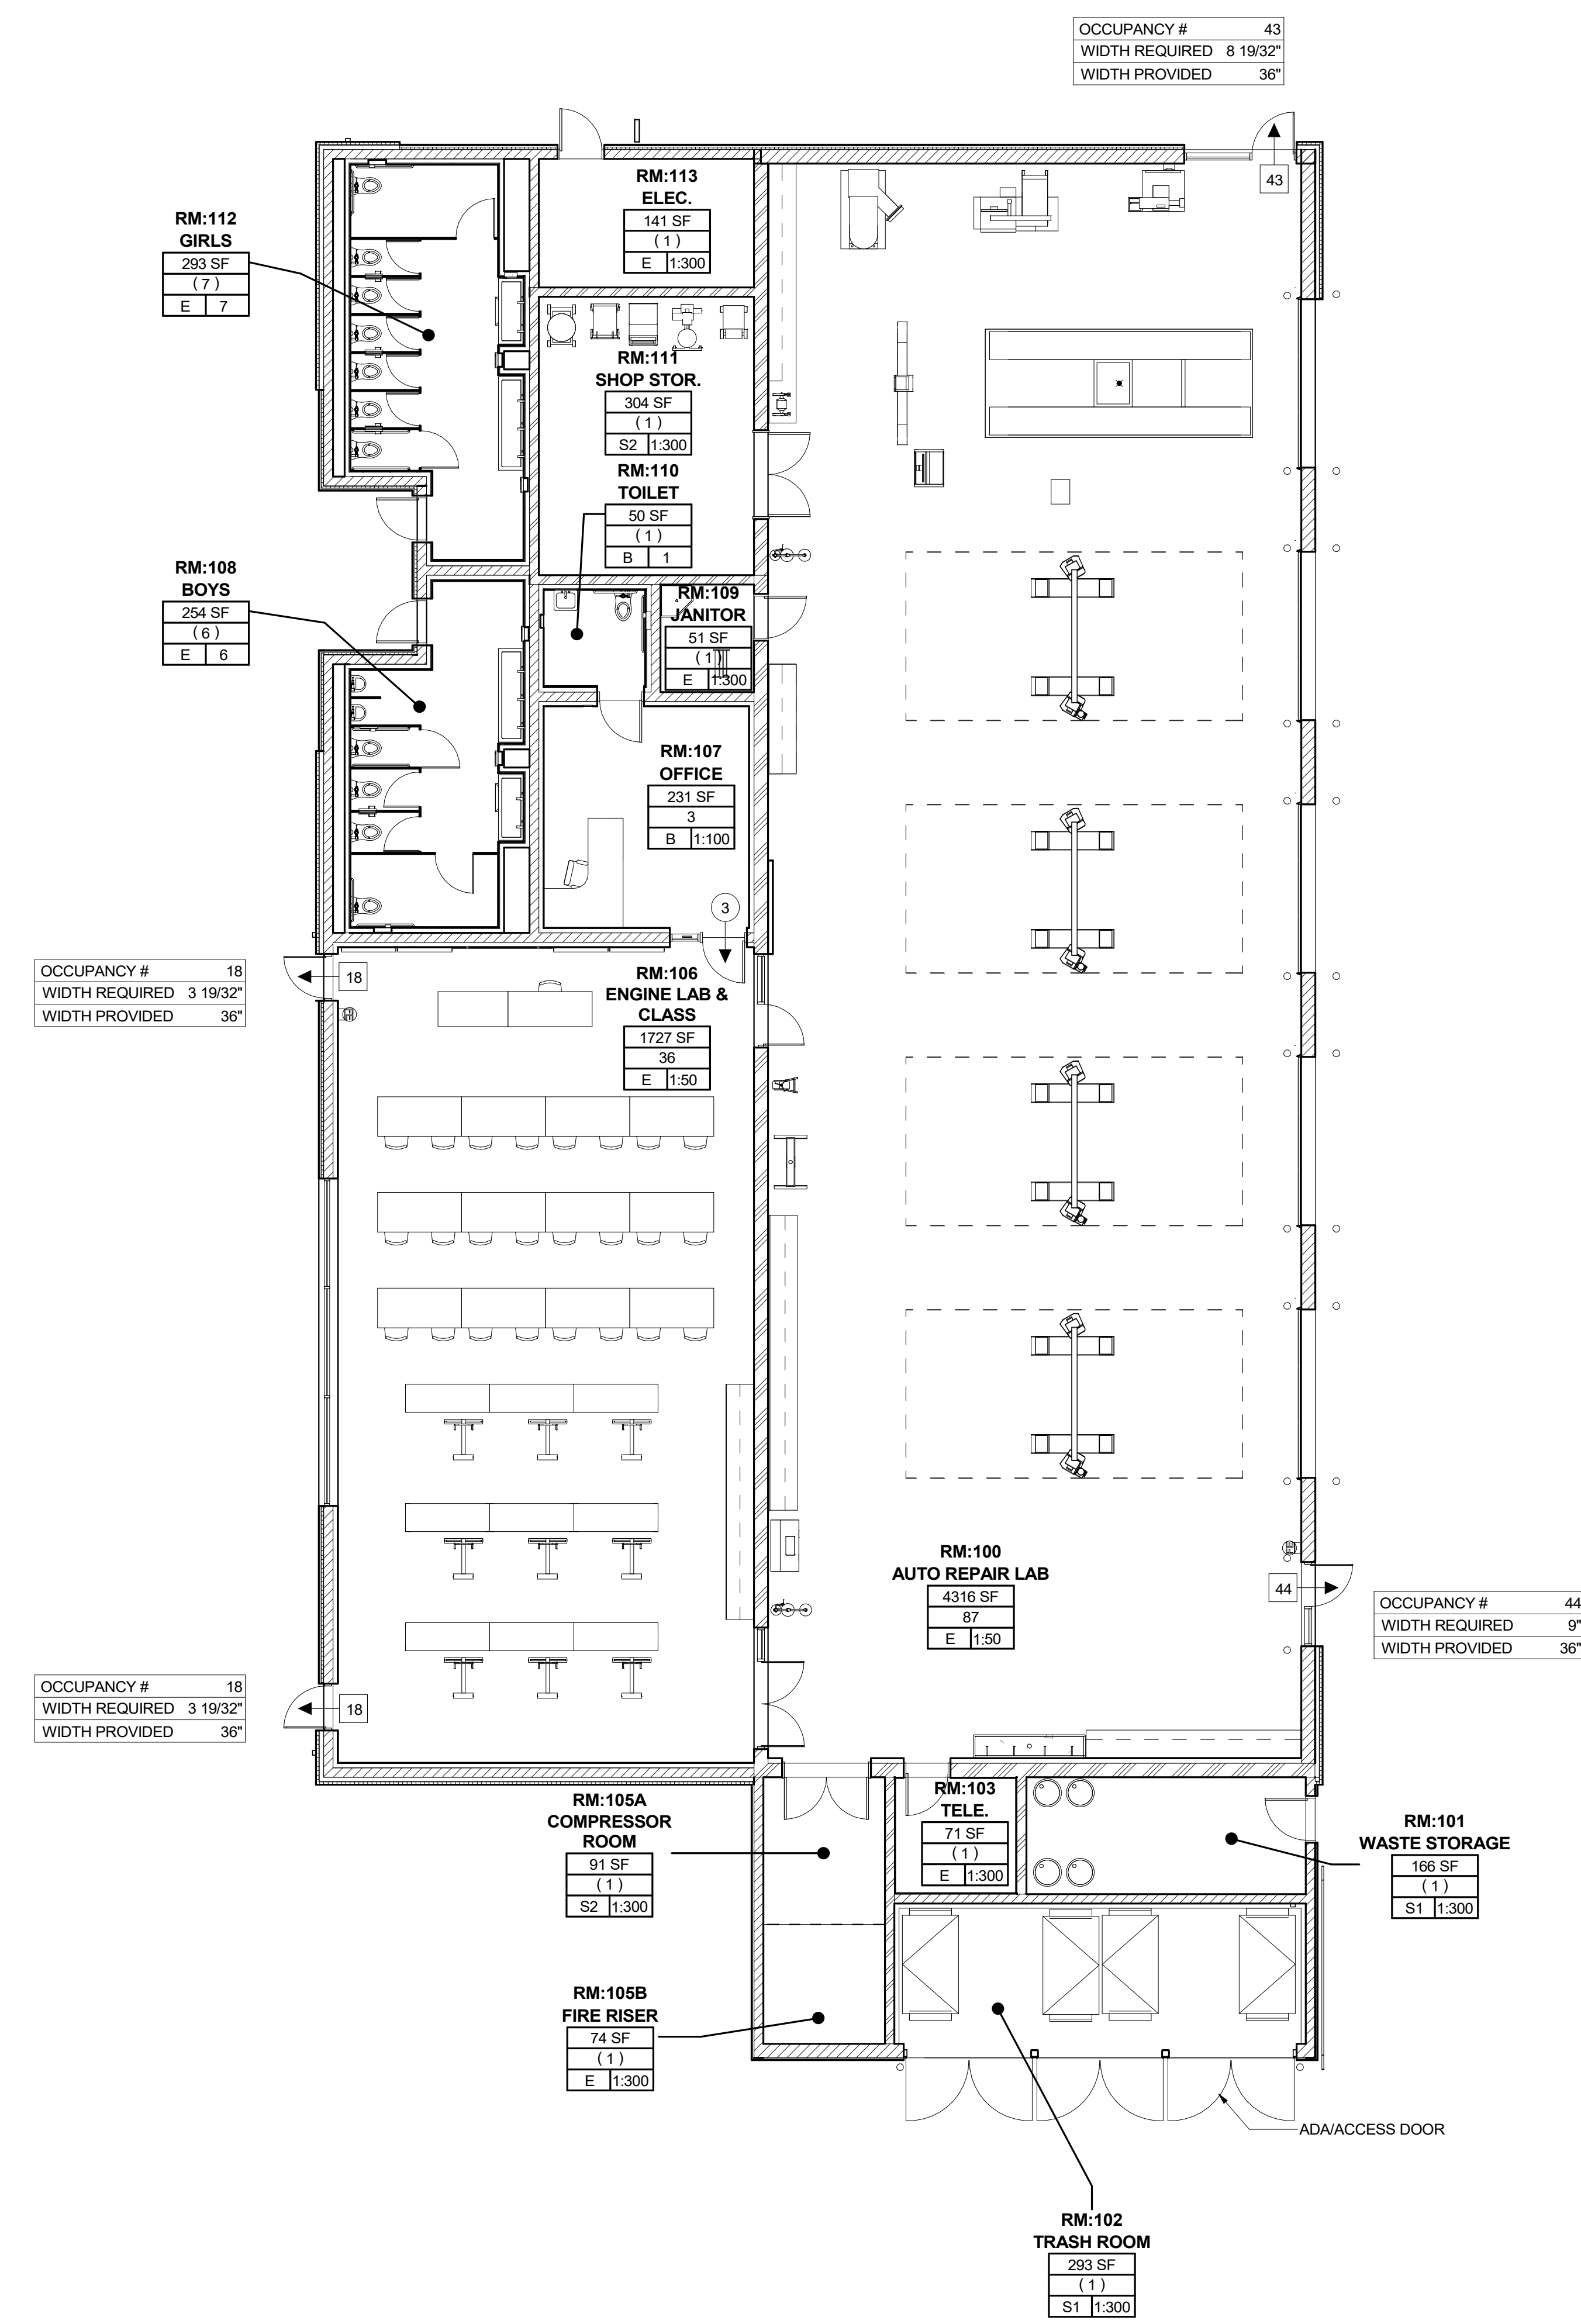 OCCUPANCY # 43
WIDTH REQUIRED 8 19/32"
WIDTH PROVIDED 36"
43
RM:113
ELEC.
141 SF
( 1 )
E 1:300
RM:112
GIRLS
293 SF
( 7 )
E 7
RM:111
SHOP STOR.
304 SF
( 1 )
S2 1:300
RM:110
TOILET
50 SF
( 1 )
B 1
RM:108
BOYS
254 SF
( 6 )
E 6
RM:109
JANITOR
51 SF
( 1 )
E 1:300
RM:107
OFFICE
231 SF
3
B 1:100
3
OCCUPANCY # 18
WIDTH REQUIRED 3 19/32"
WIDTH PROVIDED 36"
18
RM:106
ENGINE LAB &
CLASS
1727 SF
36
E 1:50
RM:100
AUTO REPAIR LAB
4316 SF
87
E 1:50
44
OCCUPANCY # 44
WIDTH REQUIRED 9"
WIDTH PROVIDED 36"
OCCUPANCY # 18
WIDTH REQUIRED 3 19/32"
WIDTH PROVIDED 36"
18
RM:105A
COMPRESSOR
ROOM
91 SF
( 1 )
S2 1:300
RM:103
TELE.
71 SF
( 1 )
E 1:300
RM:101
WASTE STORAGE
166 SF
( 1 )
S1 1:300
RM:105B
FIRE RISER
74 SF
( 1 )
E 1:300
ADA/ACCESS DOOR
RM:102
TRASH ROOM
293 SF
( 1 )
S1 1:300